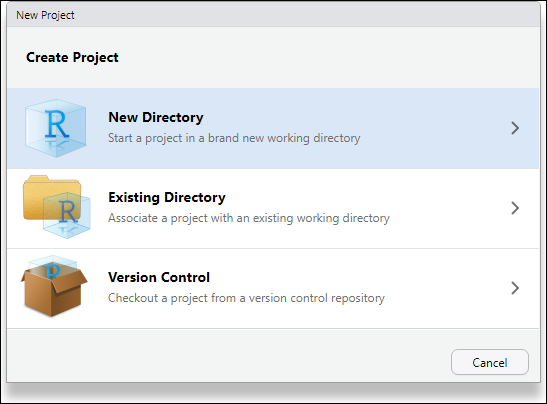 New Project
Create Project
R
New Directory
Start a project in a brand new working directory
R
Existing Directory
Associate a project with an existing working directory
R
Version Control
Checkout a project from a version control repository
Cancel